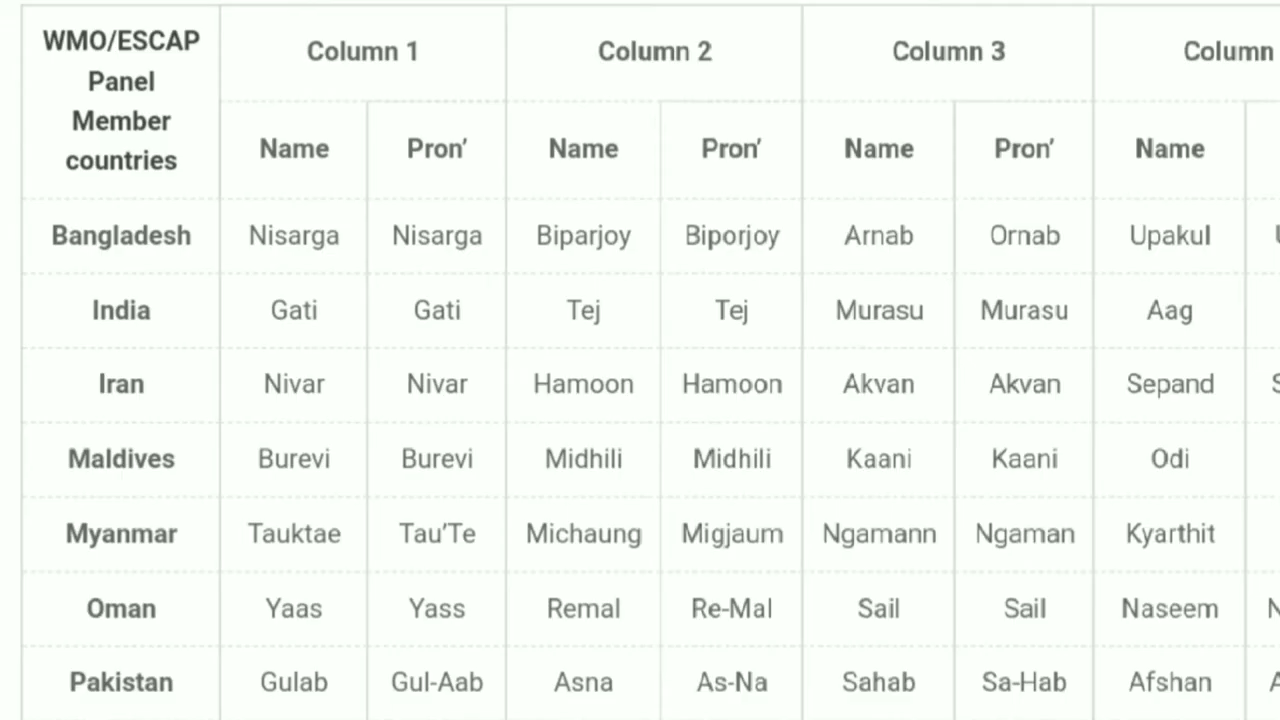 WMO/ESCAP Panel Member countries Column 1 Column 2 Column 3 Column
Name Pron’ Name Pron’ Name Pron’ Name
Bangladesh Nisarga Nisarga Biparjoy Biporjoy Arnab Ornab Upakul
India Gati Gati Tej Tej Murasu Murasu Aag
Iran Nivar Nivar Hamoon Hamoon Akvan Akvan Sepand
Maldives Burevi Burevi Midhili Midhili Kaani Kaani Odi
Myanmar Tauktae Tau’Te Michaung Migjaum Ngamann Ngaman Kyarthit
Oman Yaas Yass Remal Re-Mal Sail Sail Naseem
Pakistan Gulab Gul-Aab Asna As-Na Sahab Sa-Hab Afshan